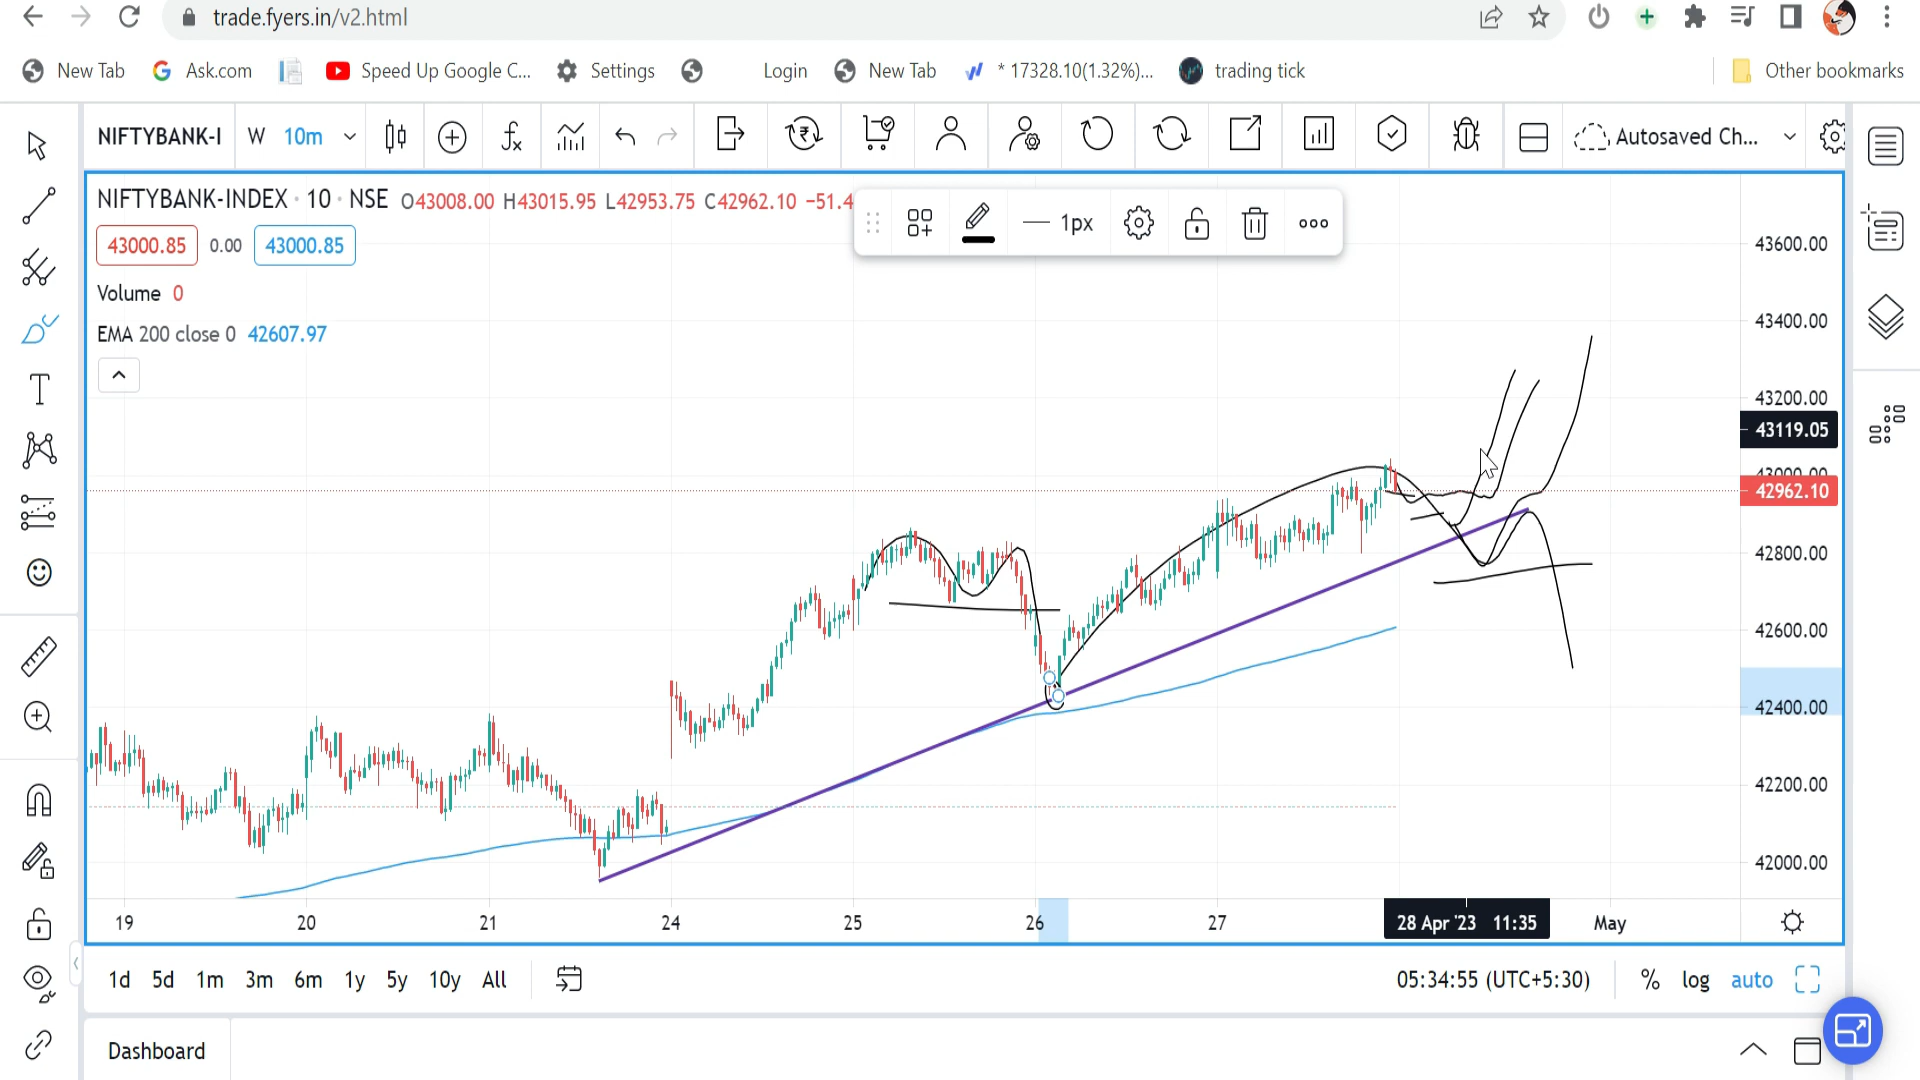 trade.fyers.in/v2.html
New Tab Ask.com Speed Up Google C... Settings Login New Tab * 17328.10(1.32%)... trading tick Other bookmarks
NIFTYBANK-I W 10m Autosaved Ch...
NIFTYBANK-INDEX · 10 · NSE O43008.00 H43015.95 L42953.75 C42962.10 −51.4
1px
43000.85 0.00 43000.85
Volume 0
EMA 200 close 0 42607.97
43600.00
43400.00
43200.00
43119.05
43000.00
42962.10
42800.00
42600.00
42400.00
42200.00
42000.00
19 20 21 24 25 26 27 28 Apr '23 11:35 May
1d 5d 1m 3m 6m 1y 5y 10y All 05:34:55 (UTC+5:30) % log auto
Dashboard